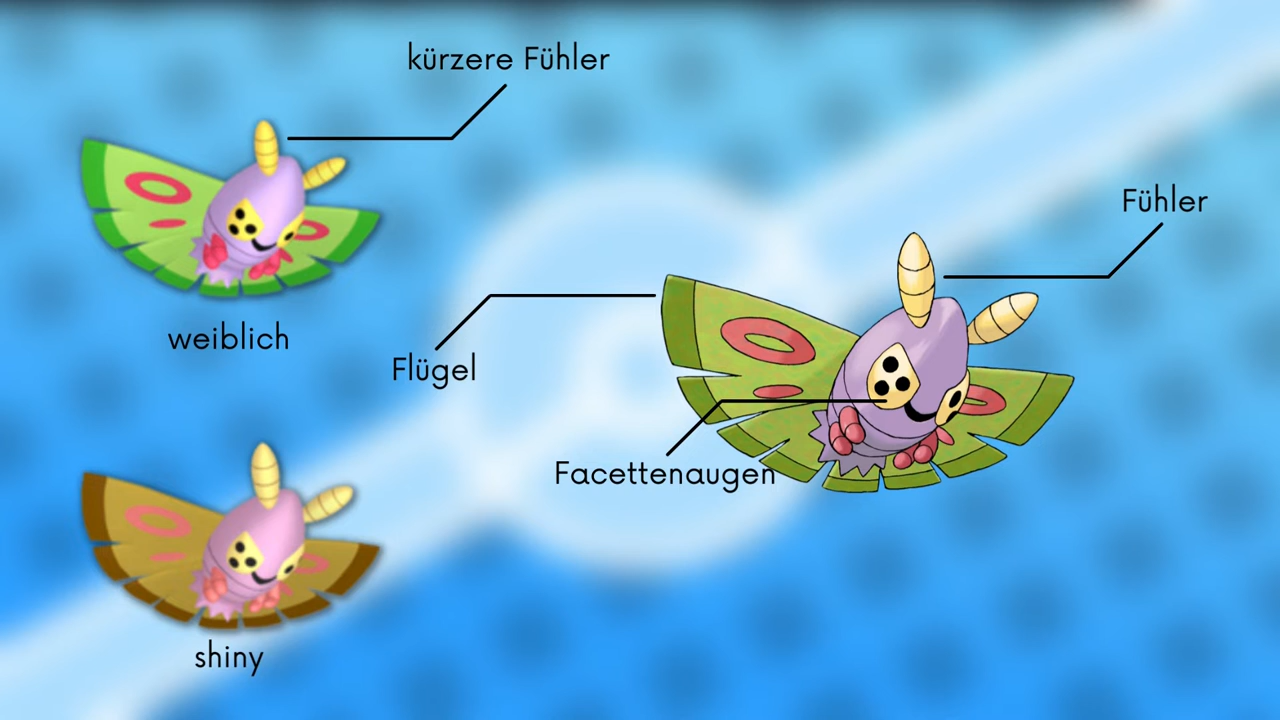 kürzere Fühler
Fühler
weiblich
Flügel
Facettenaugen
shiny